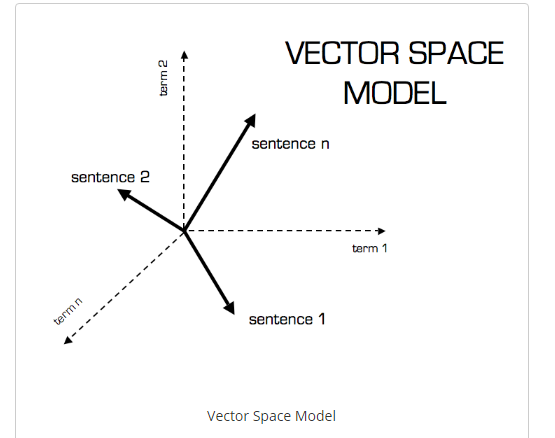 VECTOR SPACE
MODEL
term 2
sentence n
sentence 2
term 1
term n
sentence 1
Vector Space Model